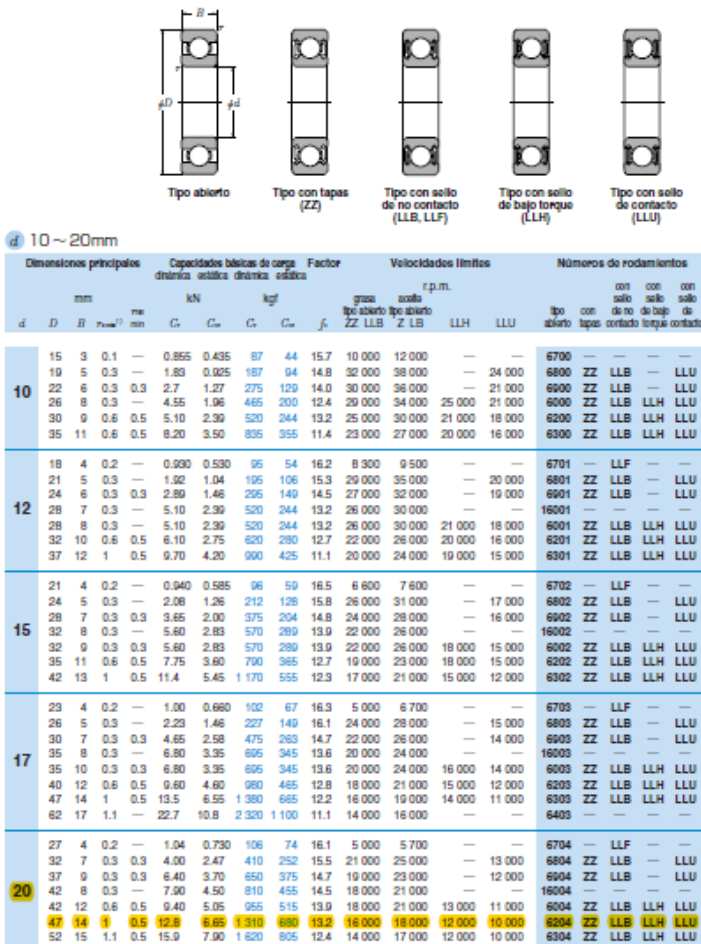 B
r
r
φD
φd
Tipo abierto
Tipo con tapas
(ZZ)
Tipo con sello
de no contacto
(LLB, LLF)
Tipo con sello
de bajo torque
(LLH)
Tipo con sello
de contacto
(LLU)
d 10～20mm
Dimensiones principales Capacidades básicas de carga Factor Velocidades límites Números de rodamientos
dinámica estática dinámica estática
mm kN kgf r.p.m. con con con
grasa aceite sello sello sello
tipo abierto tipo abierto tipo con de no de bajo de
d D B min Cr Cor Cr Cor fo ZZ LLB Z LB LLH LLU abierto tapas contacto torque contacto
10
15 3 0.1 — 0.855 0.435 87 44 15.7 10 000 12 000 — — 6700 — — — —
19 5 0.3 — 1.83 0.925 187 94 14.8 32 000 38 000 — 24 000 6800 ZZ LLB — LLU
22 6 0.3 0.3 2.7 1.27 275 129 14.0 30 000 36 000 — 21 000 6900 ZZ LLB — LLU
26 8 0.3 — 4.55 1.96 465 200 12.4 29 000 34 000 25 000 21 000 6000 ZZ LLB LLH LLU
30 9 0.6 0.5 5.10 2.39 520 244 13.2 25 000 30 000 21 000 18 000 6200 ZZ LLB LLH LLU
35 11 0.6 0.5 8.20 3.50 835 355 11.4 23 000 27 000 20 000 16 000 6300 ZZ LLB LLH LLU
12
18 4 0.2 — 0.930 0.530 95 54 16.2 8 300 9 500 — — 6701 — LLF — —
21 5 0.3 — 1.92 1.04 195 106 15.3 29 000 35 000 — 20 000 6801 ZZ LLB — LLU
24 6 0.3 0.3 2.89 1.46 295 149 14.5 27 000 32 000 — 19 000 6901 ZZ LLB — LLU
28 7 0.3 — 5.10 2.39 520 244 13.2 26 000 30 000 — — 16001 — — — —
28 8 0.3 — 5.10 2.39 520 244 13.2 26 000 30 000 21 000 18 000 6001 ZZ LLB LLH LLU
32 10 0.6 0.5 6.10 2.75 620 280 12.7 22 000 26 000 20 000 16 000 6201 ZZ LLB LLH LLU
37 12 1 0.5 9.70 4.20 990 425 11.1 20 000 24 000 19 000 15 000 6301 ZZ LLB LLH LLU
15
21 4 0.2 — 0.940 0.585 96 59 16.5 6 600 7 600 — — 6702 — LLF — —
24 5 0.3 — 2.08 1.26 212 128 15.8 26 000 31 000 — 17 000 6802 ZZ LLB — LLU
28 7 0.3 0.3 3.65 2.00 375 204 14.8 24 000 28 000 — 16 000 6902 ZZ LLB — LLU
32 8 0.3 — 5.60 2.83 570 289 13.9 22 000 26 000 — — 16002 — — — —
32 9 0.3 0.3 5.60 2.83 570 289 13.9 22 000 26 000 18 000 15 000 6002 ZZ LLB LLH LLU
35 11 0.6 0.5 7.75 3.60 790 365 12.7 19 000 23 000 18 000 15 000 6202 ZZ LLB LLH LLU
42 13 1 0.5 11.4 5.45 1 170 555 12.3 17 000 21 000 15 000 12 000 6302 ZZ LLB LLH LLU
17
23 4 0.2 — 1.00 0.660 102 67 16.3 5 000 6 700 — — 6703 — LLF — —
26 5 0.3 — 2.23 1.46 227 149 16.1 24 000 28 000 — 15 000 6803 ZZ LLB — LLU
30 7 0.3 0.3 4.65 2.58 475 263 14.7 22 000 26 000 — 14 000 6903 ZZ LLB — LLU
35 8 0.3 — 6.80 3.35 695 345 13.6 20 000 24 000 — — 16003 — — — —
35 10 0.3 0.3 6.80 3.35 695 345 13.6 20 000 24 000 16 000 14 000 6003 ZZ LLB LLH LLU
40 12 0.6 0.5 9.60 4.60 980 465 12.8 18 000 21 000 15 000 12 000 6203 ZZ LLB LLH LLU
47 14 1 0.5 13.5 6.55 1 380 665 12.2 16 000 19 000 14 000 11 000 6303 ZZ LLB LLH LLU
62 17 1.1 — 22.7 10.8 2 320 1 100 11.1 14 000 16 000 — — 6403 — — — —
20
27 4 0.2 — 1.04 0.730 106 74 16.1 5 000 5 700 — — 6704 — LLF — —
32 7 0.3 0.3 4.00 2.47 410 252 15.5 21 000 25 000 — 13 000 6804 ZZ LLB — LLU
37 9 0.3 0.3 6.40 3.70 650 375 14.7 19 000 23 000 — 12 000 6904 ZZ LLB — LLU
42 8 0.3 — 7.90 4.50 810 455 14.5 18 000 21 000 — — 16004 — — — —
42 12 0.6 0.5 9.40 5.05 955 515 13.9 18 000 21 000 13 000 11 000 6004 ZZ LLB LLH LLU
47 14 1 0.5 12.8 6.65 1 310 680 13.2 16 000 18 000 12 000 10 000 6204 ZZ LLB LLH LLU
52 15 1.1 0.5 15.9 7.90 1 620 805 12.4 14 000 17 000 12 000 10 000 6304 ZZ LLB LLH LLU